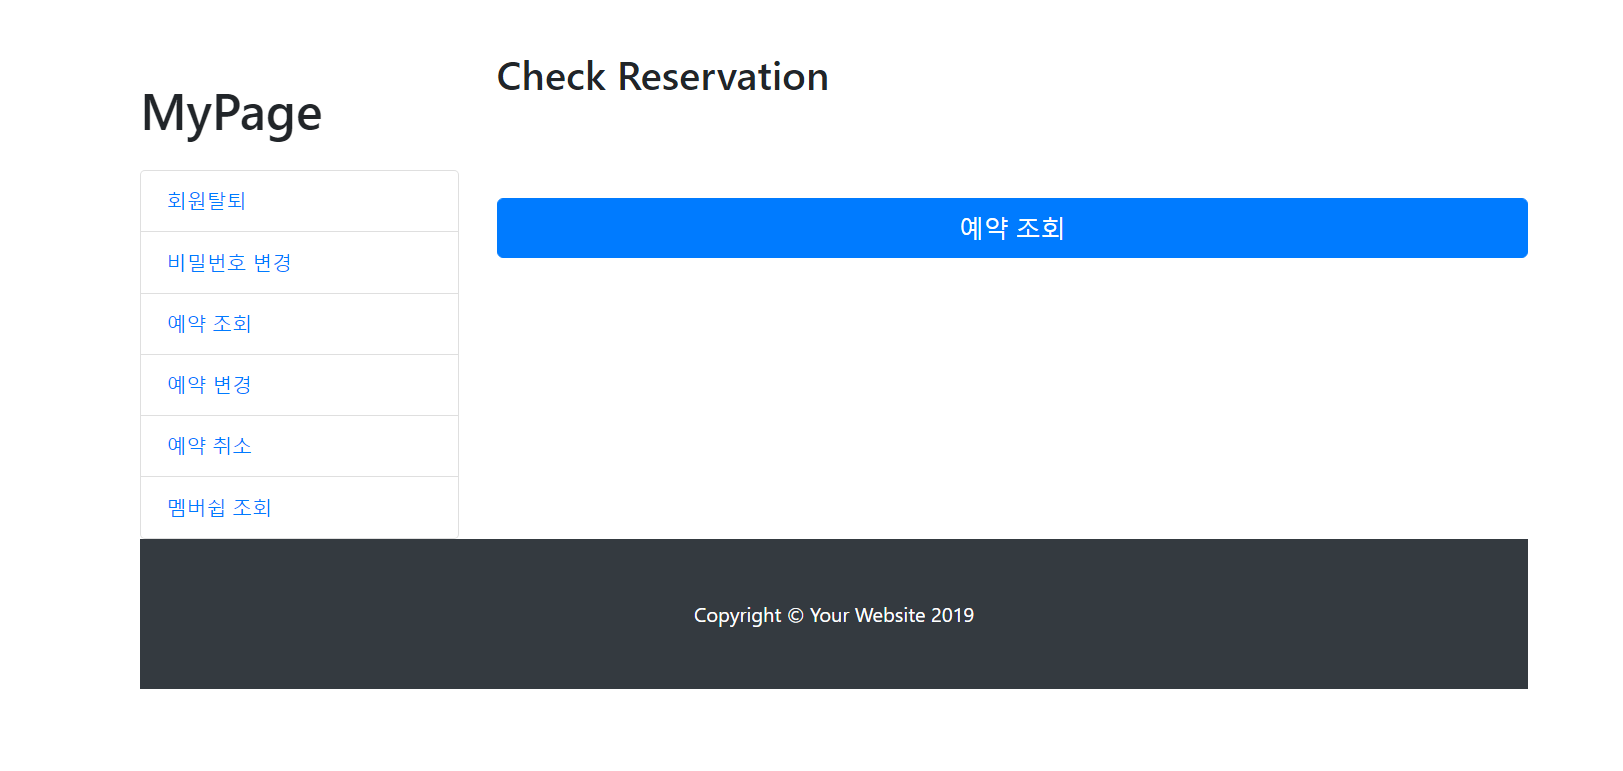 MyPage
회원탈퇴
비밀번호 변경
예약 조회
예약 변경
예약 취소
멤버쉽 조회
Check Reservation
예약 조회
Copyright © Your Website 2019